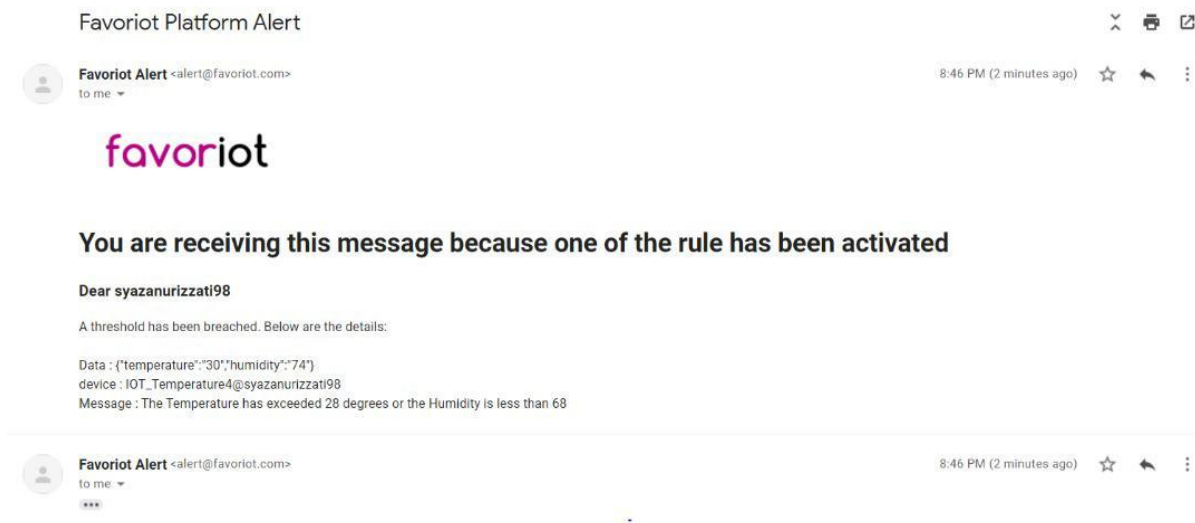 Favoriot Platform Alert
Favoriot Alert <alert@favoriot.com>
8:46 PM (2 minutes ago)
to me
favoriot
You are receiving this message because one of the rule has been activated
Dear syazanurizzati98
A threshold has been breached. Below are the details:
Data : {"temperature":"30","humidity":"74"}
device : IOT_Temperature4@syazanurizzati98
Message : The Temperature has exceeded 28 degrees or the Humidity is less than 68
Favoriot Alert <alert@favoriot.com>
8:46 PM (2 minutes ago)
to me